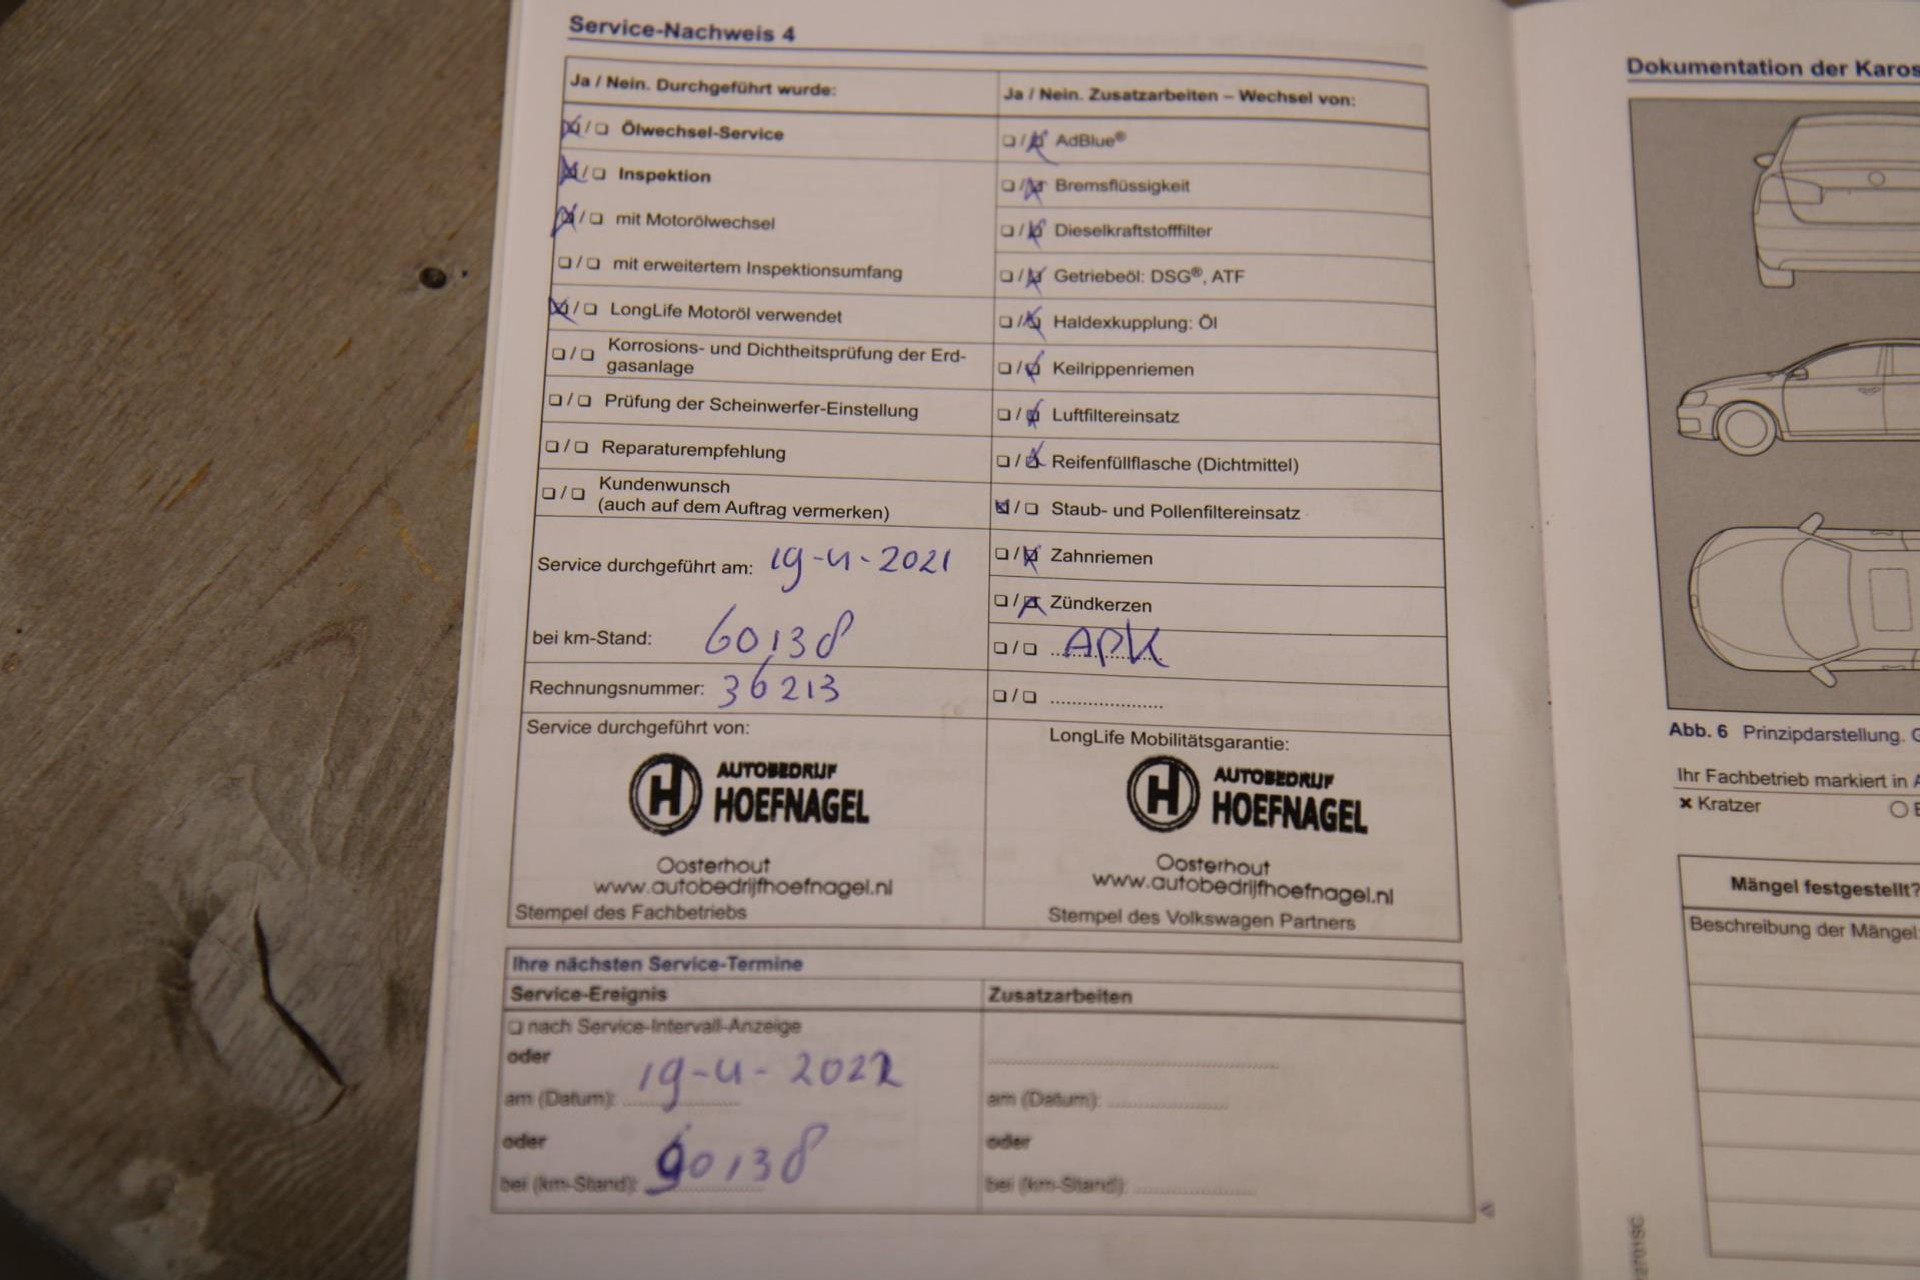 Service-Nachweis 4
Ja / Nein. Durchgeführt wurde:
Ölwechsel-Service
Inspektion
mit Motorölwechsel
mit erweitertem Inspektionsumfang
LongLife Motoröl verwendet
Korrosions- und Dichtheitsprüfung der Erd-
gasanlage
Prüfung der Scheinwerfer-Einstellung
Reparaturempfehlung
Kundenwunsch
(auch auf dem Auftrag vermerken)
Service durchgeführt am: 19-4-2021
bei km-Stand: 60138
Rechnungsnummer: 36213
Service durchgeführt von:
H AUTOBEDRIJF
HOEFNAGEL
Oosterhout
www.autobedrijfhoefnagel.nl
Stempel des Fachbetriebs
Ja / Nein. Zusatzarbeiten – Wechsel von:
AdBlue®
Bremsflüssigkeit
Dieselkraftstofffilter
Getriebeöl: DSG®, ATF
Haldexkupplung: Öl
Keilrippenriemen
Luftfiltereinsatz
Reifenfüllflasche (Dichtmittel)
Staub- und Pollenfiltereinsatz
Zahnriemen
Zündkerzen
APK
LongLife Mobilitätsgarantie:
H AUTOBEDRIJF
HOEFNAGEL
Oosterhout
www.autobedrijfhoefnagel.nl
Stempel des Volkswagen Partners
Ihre nächsten Service-Termine
Service-Ereignis
nach Service-Intervall-Anzeige
oder
am (Datum): 19-4-2022
oder
bei (km-Stand): 90138
Zusatzarbeiten
am (Datum):
oder
bei (km-Stand):
Dokumentation der Karos
Abb. 6 Prinzipdarstellung.
Ihr Fachbetrieb markiert in
Kratzer
Mängel festgestellt?
Beschreibung der Mängel